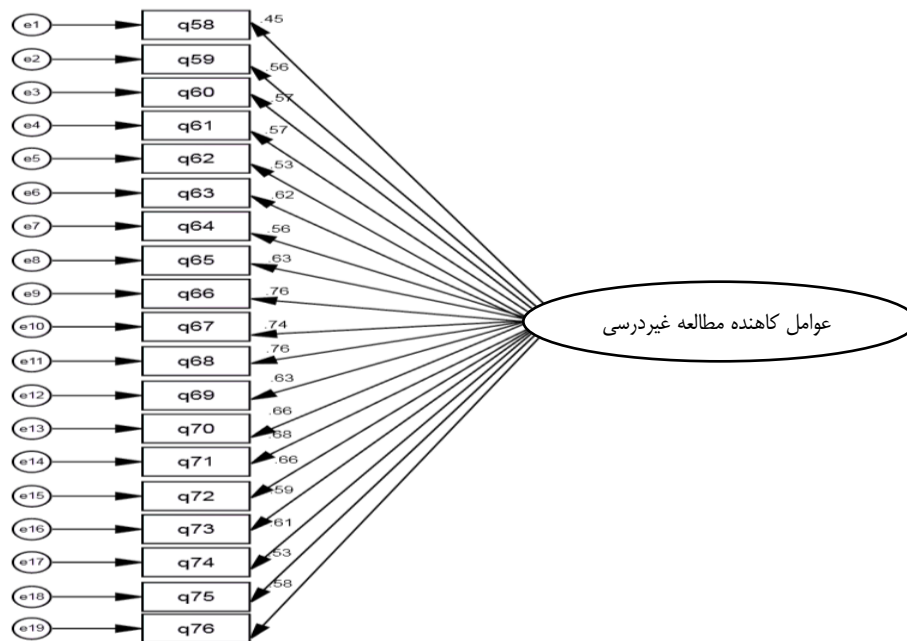 e1 q58 .45
e2 q59 .56
e3 q60 .57
e4 q61 .57
e5 q62 .53
e6 q63 .62
e7 q64 .56
e8 q65 .63
e9 q66 .76
e10 q67 .74
e11 q68 .76
e12 q69 .63
e13 q70 .66
e14 q71 .68
e15 q72 .66
e16 q73 .59
e17 q74 .61
e18 q75 .53
e19 q76 .58
عوامل کاهنده مطالعه غیردرسی